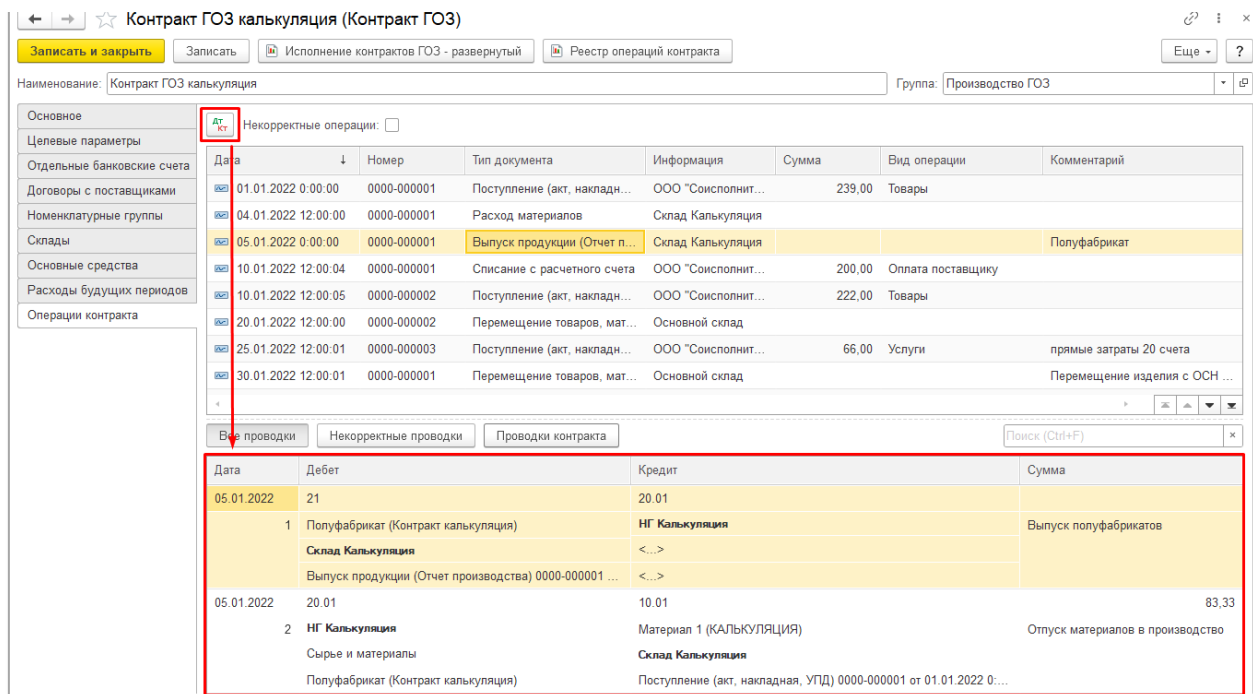 Контракт ГОЗ калькуляция (Контракт ГОЗ)
Записать и закрыть Записать Исполнение контрактов ГОЗ - развернутый Реестр операций контракта Еще ?
Наименование: Контракт ГОЗ калькуляция Группа: Производство ГОЗ
Основное
Целевые параметры
Отдельные банковские счета
Договоры с поставщиками
Номенклатурные группы
Склады
Основные средства
Расходы будущих периодов
Операции контракта
Дт Кт Некорректные операции:
Дата Номер Тип документа Информация Сумма Вид операции Комментарий
01.01.2022 0:00:00 0000-000001 Поступление (акт, накладн... ООО "Соисполнит... 239,00 Товары
04.01.2022 12:00:00 0000-000001 Расход материалов Склад Калькуляция
05.01.2022 0:00:00 0000-000001 Выпуск продукции (Отчет п... Склад Калькуляция Полуфабрикат
10.01.2022 12:00:04 0000-000001 Списание с расчетного счета ООО "Соисполнит... 200,00 Оплата поставщику
10.01.2022 12:00:05 0000-000002 Поступление (акт, накладн... ООО "Соисполнит... 222,00 Товары
20.01.2022 12:00:00 0000-000002 Перемещение товаров, мат... Основной склад
25.01.2022 12:00:01 0000-000003 Поступление (акт, накладн... ООО "Соисполнит... 66,00 Услуги прямые затраты 20 счета
30.01.2022 12:00:01 0000-000001 Перемещение товаров, мат... Основной склад Перемещение изделия с ОСН ...
Все проводки Некорректные проводки Проводки контракта Поиск (Ctrl+F) ×
Дата Дебет Кредит Сумма
05.01.2022 21 20.01
1 Полуфабрикат (Контракт калькуляция) НГ Калькуляция Выпуск полуфабрикатов
Склад Калькуляция <...>
Выпуск продукции (Отчет производства) 0000-000001 ... <...>
05.01.2022 20.01 10.01 83,33
2 НГ Калькуляция Материал 1 (КАЛЬКУЛЯЦИЯ) Отпуск материалов в производство
Сырье и материалы Склад Калькуляция
Полуфабрикат (Контракт калькуляция) Поступление (акт, накладная, УПД) 0000-000001 от 01.01.2022 0:...